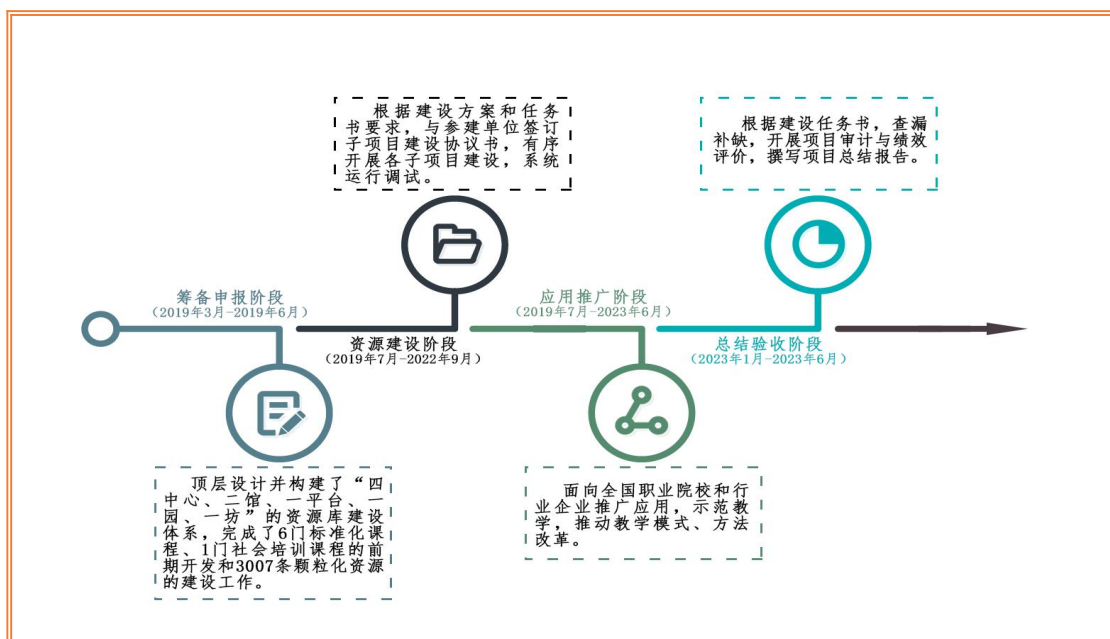 根据建设方案和任务
书要求，与参建单位签订
子项目建设协议书，有序
开展各子项目建设，系统
运行调试。
根据建设任务书，查漏
补缺，开展项目审计与绩效
评价，撰写项目总结报告。
筹备申报阶段
（2019年3月-2019年6月）
应用推广阶段
（2019年7月-2023年6月）
资源建设阶段
（2019年7月-2022年9月）
总结验收阶段
（2023年1月-2023年6月）
顶层设计并构建了“四
中心、二馆、一平台、一
园、一坊”的资源库建设
体系，完成了6门标准化课
程、1门社会培训课程的前
期开发和3007条颗粒化资源
的建设工作。
面向全国职业院校和行
业企业推广应用，示范教
学，推动教学模式、方法
改革。